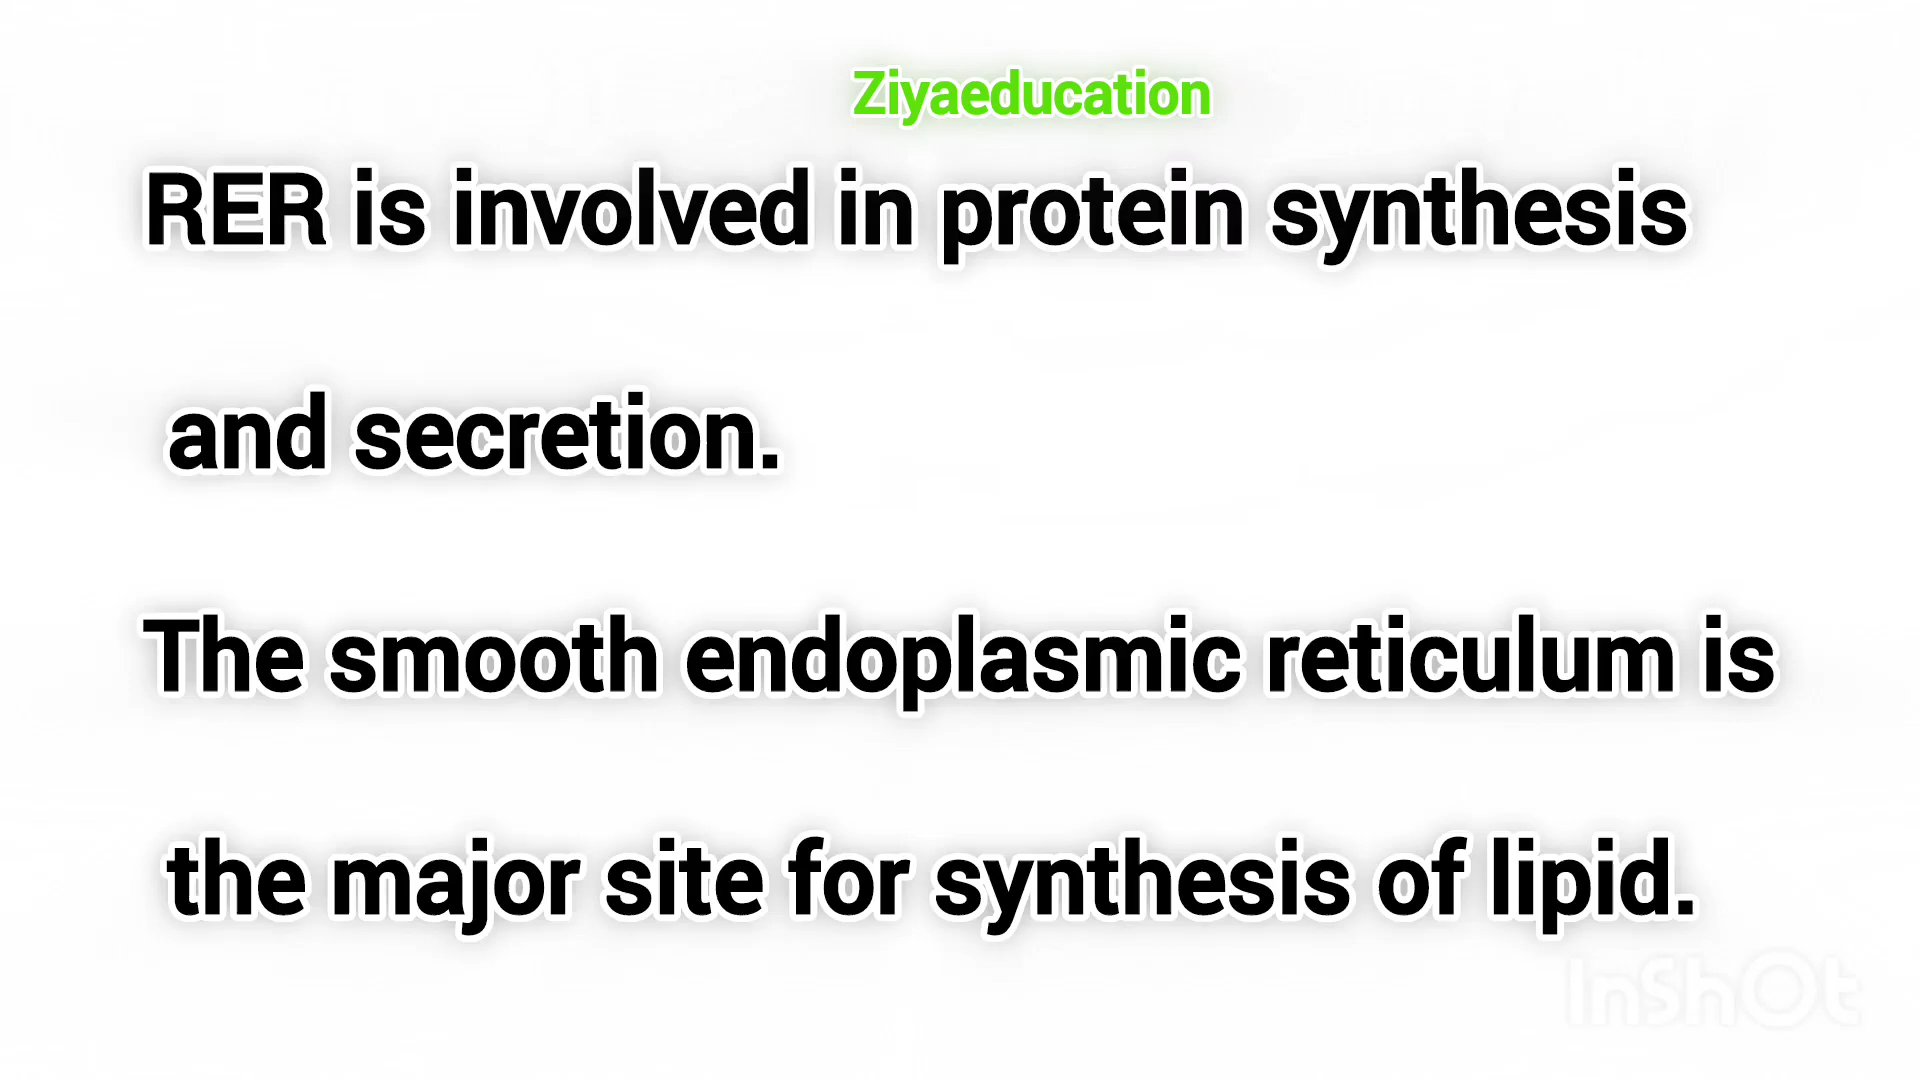 Ziyaeducation
RER is involved in protein synthesis
and secretion.
The smooth endoplasmic reticulum is
the major site for synthesis of lipid.
InShOt